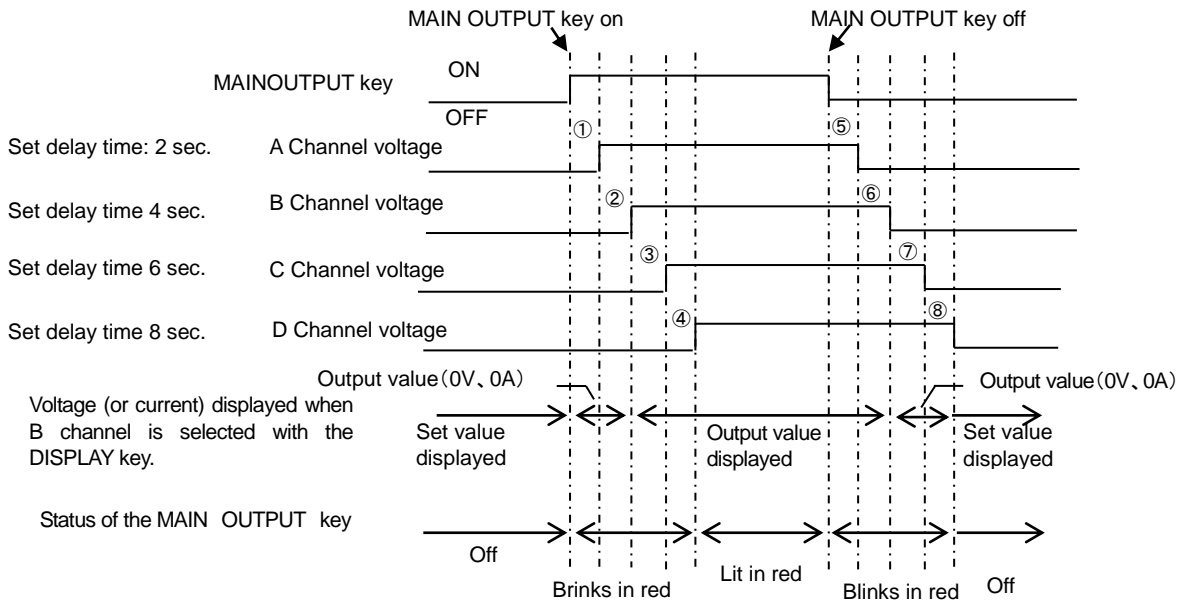 MAIN OUTPUT key on
MAIN OUTPUT key off
MAINOUTPUT key
ON
OFF
① ⑤
Set delay time: 2 sec. A Channel voltage
② ⑥
Set delay time 4 sec. B Channel voltage
③ ⑦
Set delay time 6 sec. C Channel voltage
④ ⑧
Set delay time 8 sec. D Channel voltage
Output value(0V、0A)
Output value(0V、0A)
Voltage (or current) displayed when
B channel is selected with the
DISPLAY key.
Set value
displayed
Output value
displayed
Set value
displayed
Status of the MAIN OUTPUT key
Off
Brinks in red
Lit in red
Blinks in red
Off